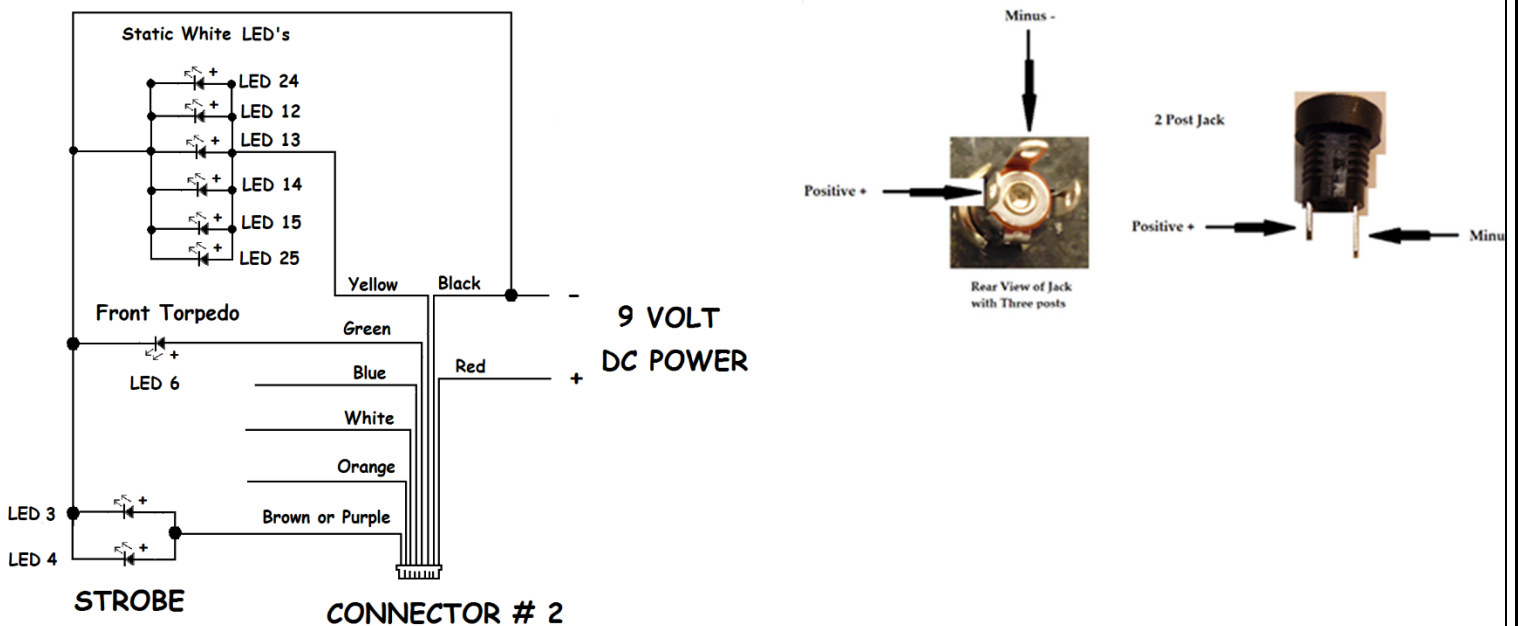 Static White LED's
LED 24
LED 12
LED 13
LED 14
LED 15
LED 25
Yellow
Black
-
9 VOLT
DC POWER
Front Torpedo
Green
LED 6
Blue
Red
+
White
Orange
LED 3
Brown or Purple
LED 4
STROBE
CONNECTOR # 2
Minus -
Positive +
Rear View of Jack
with Three posts
2 Post Jack
Positive +
Minu
+
+
+
+
+
+
+
+
+